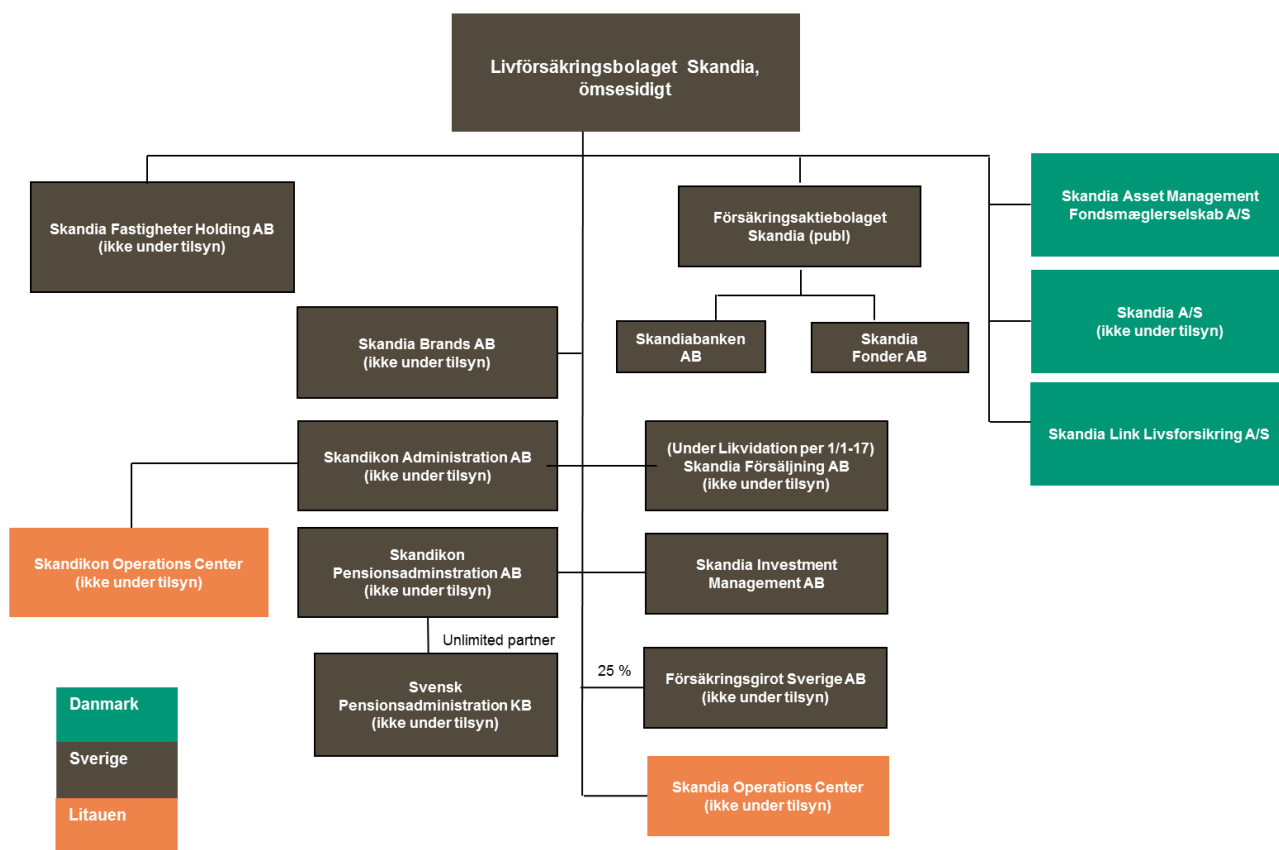 Livförsäkringsbolaget Skandia,
ömsesidigt
Skandia Fastigheter Holding AB
(ikke under tilsyn)
Försäkringsaktiebolaget
Skandia (publ)
Skandia Asset Management
Fondsmæglerselskab A/S
Skandia A/S
(ikke under tilsyn)
Skandia Brands AB
(ikke under tilsyn)
Skandiabanken
AB
Skandia
Fonder AB
Skandia Link Livsforsikring A/S
Skandikon Administration AB
(ikke under tilsyn)
(Under Likvidation per 1/1-17)
Skandia Försäljning AB
(ikke under tilsyn)
Skandikon Operations Center
(ikke under tilsyn)
Skandikon
Pensionsadminstration AB
(ikke under tilsyn)
Skandia Investment
Management AB
Unlimited partner
Svensk
Pensionsadministration KB
(ikke under tilsyn)
25 %
Försäkringsgirot Sverige AB
(ikke under tilsyn)
Skandia Operations Center
(ikke under tilsyn)
Danmark
Sverige
Litauen